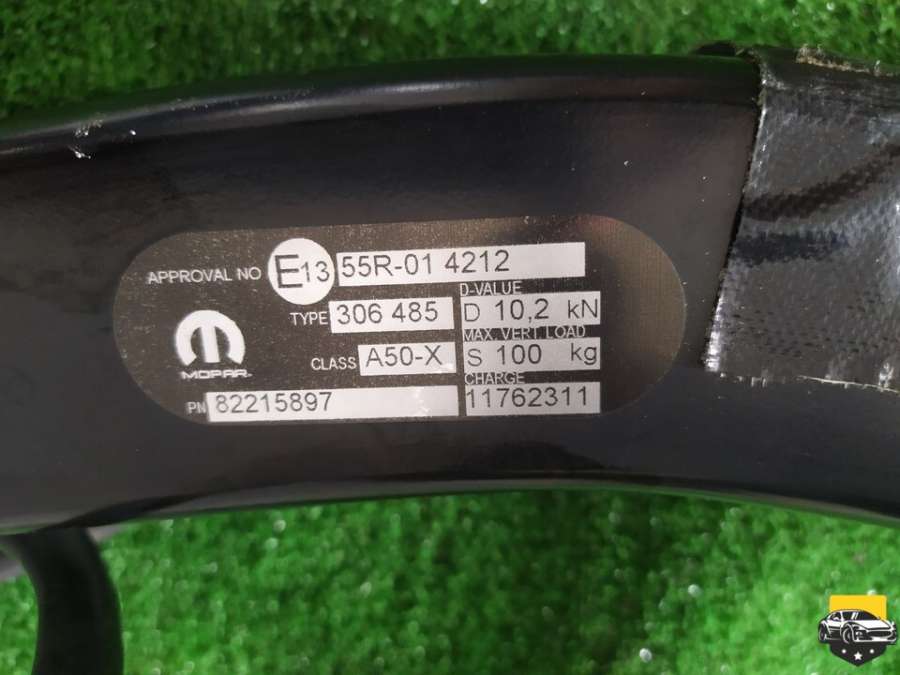 APPROVAL NO E13 55R-01 4212
TYPE 306 485
D-VALUE
D 10,2 kN
MAX. VERT. LOAD
CLASS A50-X
S 100 kg
CHARGE
MOPAR
PN 82215897
11762311